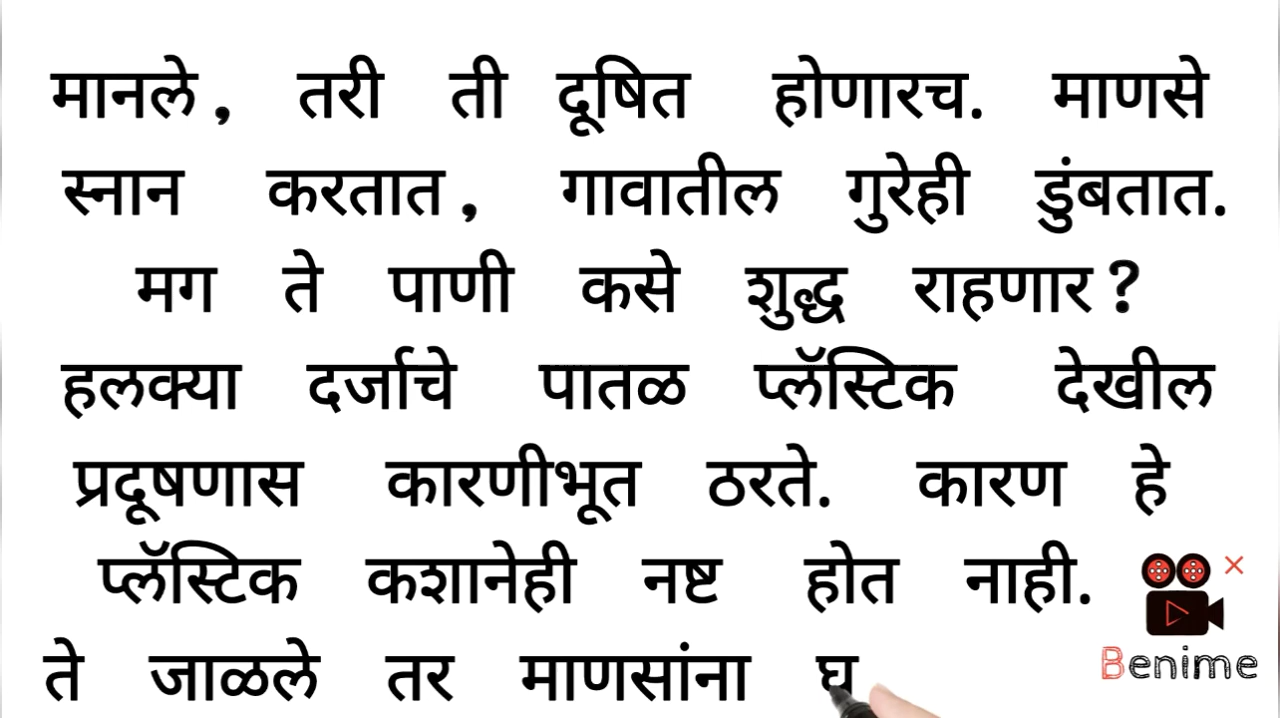 मानले, तरी ती दूषित होणारच. माणसे
स्नान करतात, गावातील गुरेही डुंबतात.
मग ते पाणी कसे शुद्ध राहणार?
हलक्या दर्जाचे पातळ प्लॅस्टिक देखील
प्रदूषणास कारणीभूत ठरते. कारण हे
प्लॅस्टिक कशानेही नष्ट होत नाही.
ते जाळले तर माणसांना घ
Benime